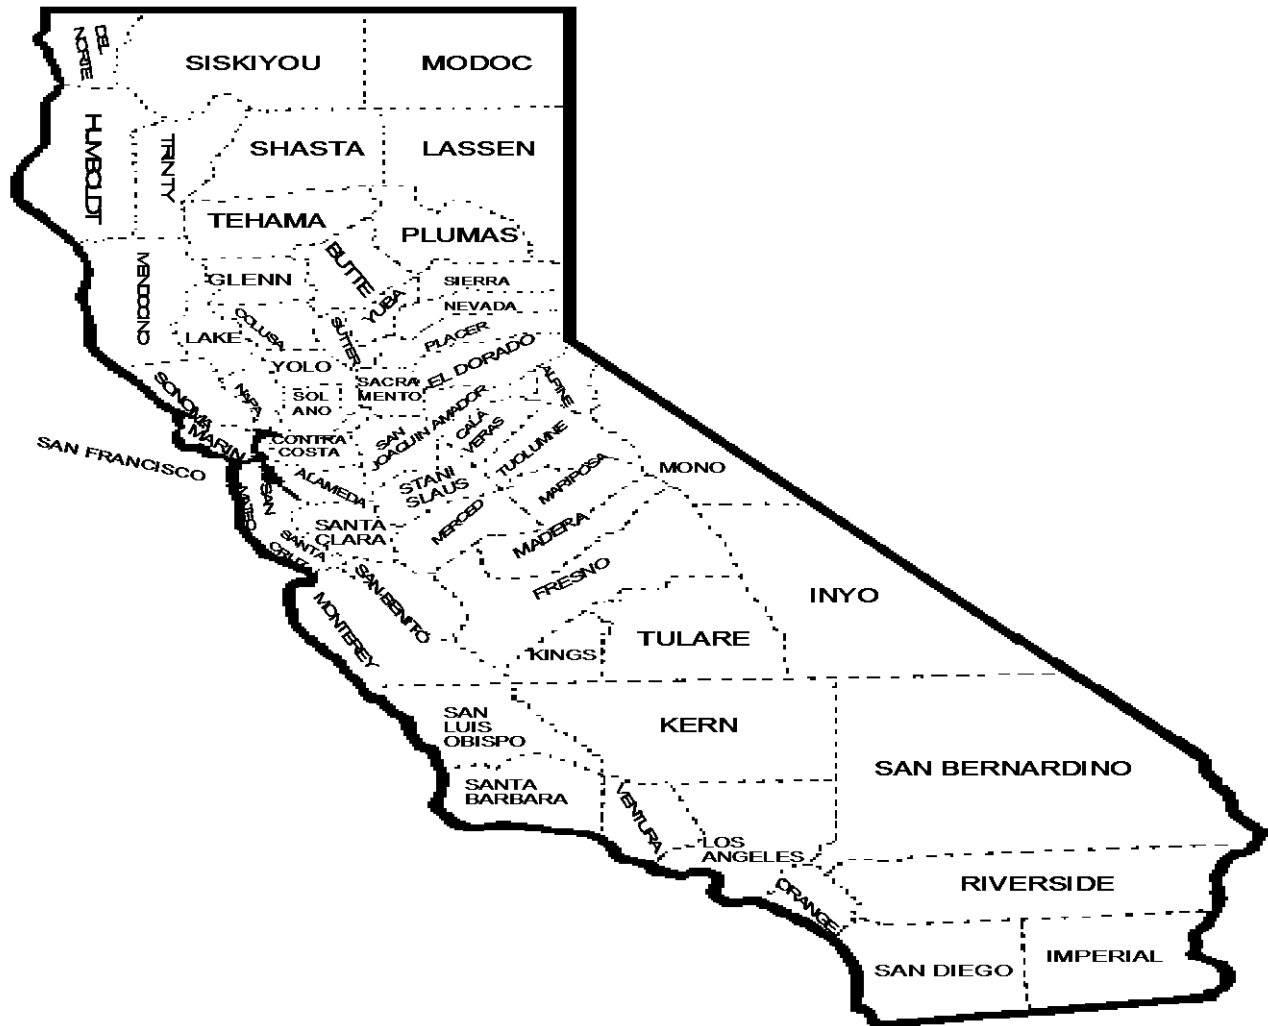 DEL
NORTE
SISKIYOU
MODOC
HUMBOLDT
TRINTY
SHASTA
LASSEN
TEHAMA
PLUMAS
MENDOCINO
GLENN
BUTTE
SIERRA
YUBA
NEVADA
LAKE
COLUSA
SUTTER
PLACER
YOLO
EL DORADO
SONOMA
NAPA
SOL
ANO
SACRA
MENTO
AMADOR
ALPINE
MARIN
CONTRA
COSTA
SAN
JOAQUIN
CALA
VERAS
TUOLUMNE
SAN FRANCISCO
ALAMEDA
STANI
SLAUS
MARIPOSA
MONO
SAN
MATEO
SANTA
CLARA
MERCED
MADEIRA
SANTA
CRUZ
SAN BENITO
FRESNO
INYO
MONTEREY
KINGS
TULARE
SAN
LUIS
OBISPO
KERN
SAN BERNARDINO
SANTA
BARBARA
VENTURA
LOS
ANGELES
ORANGE
RIVERSIDE
SAN DIEGO
IMPERIAL